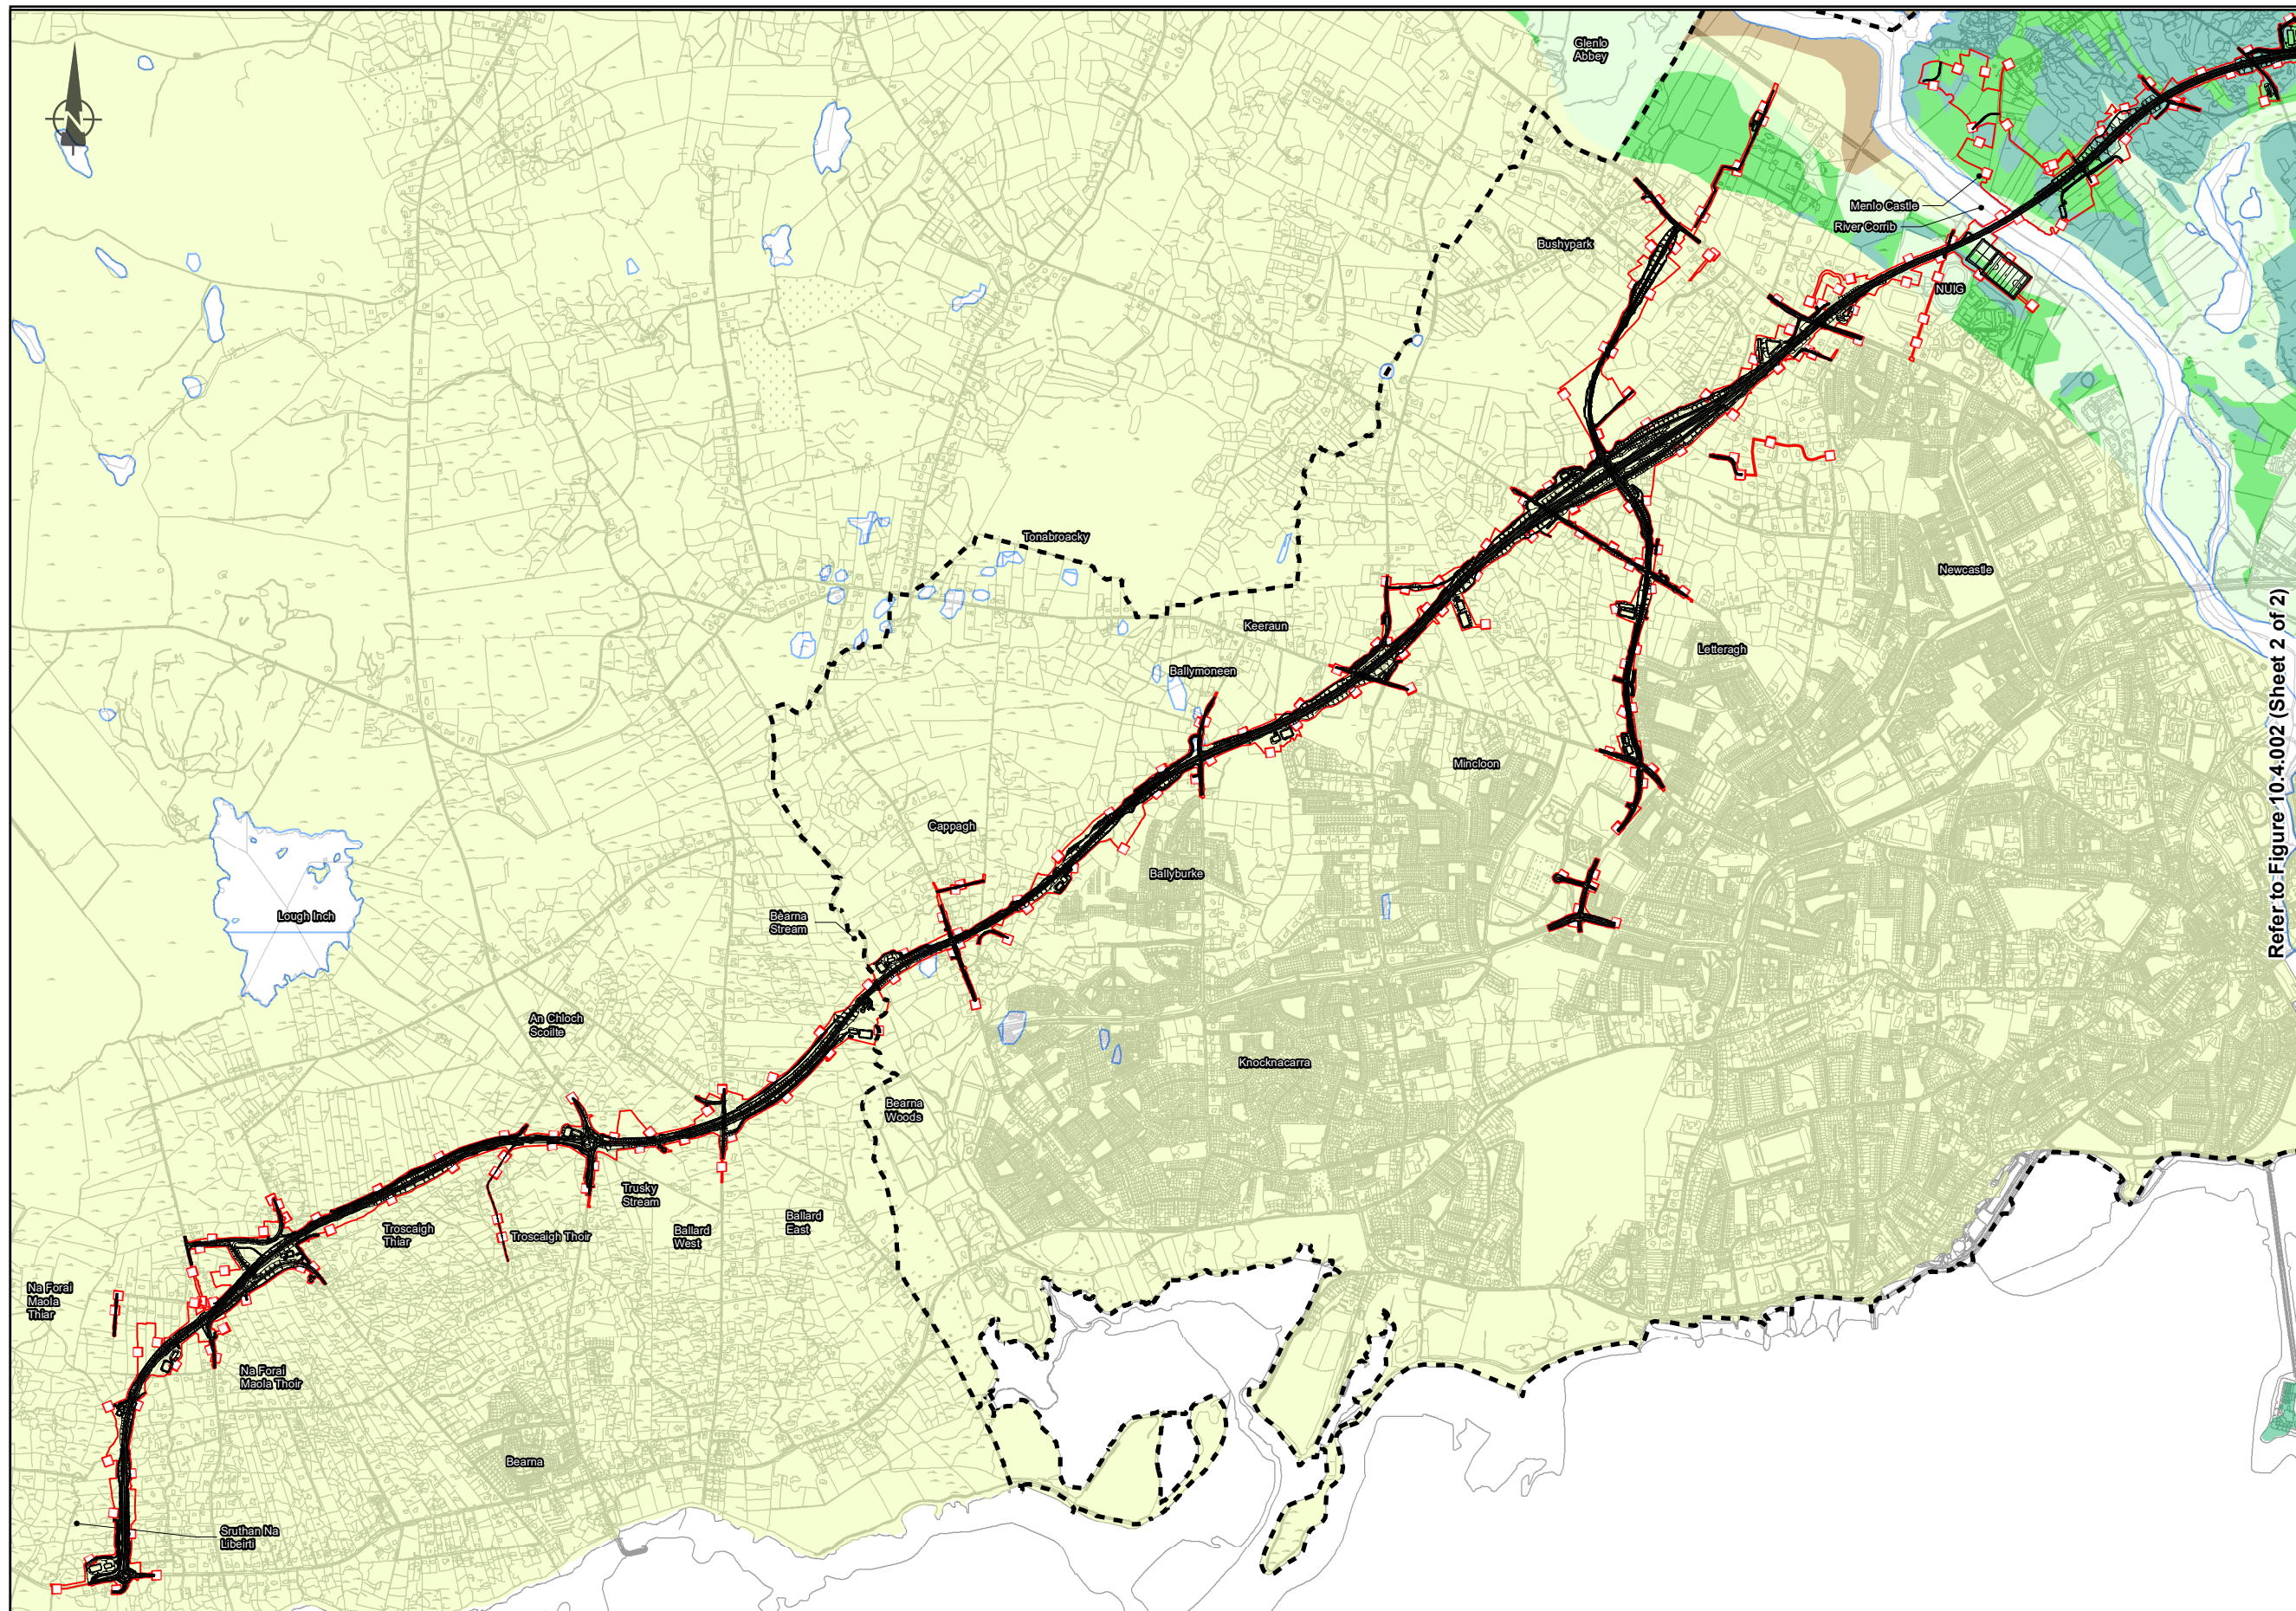 N
Glenlo
Abbey
Menlo Castle
River Corrib
Bushypark
NUIG
Newcastle
Tonabroacky
Keeraun
Letteragh
Ballymoneen
Mincloon
Cappagh
Ballyburke
Bearna
Stream
Lough Inch
An Chloch
Scoilte
Knocknacarra
Bearna
Woods
Trusky
Stream
Troscaigh
Thiar
Troscaigh Thoir
Ballard
West
Ballard
East
Na Forai
Maola
Thiar
Na Forai
Maola Thoir
Bearna
Sruthan Na
Libeirti
Refer to Figure 10.4.002 (Sheet 2 of 2)